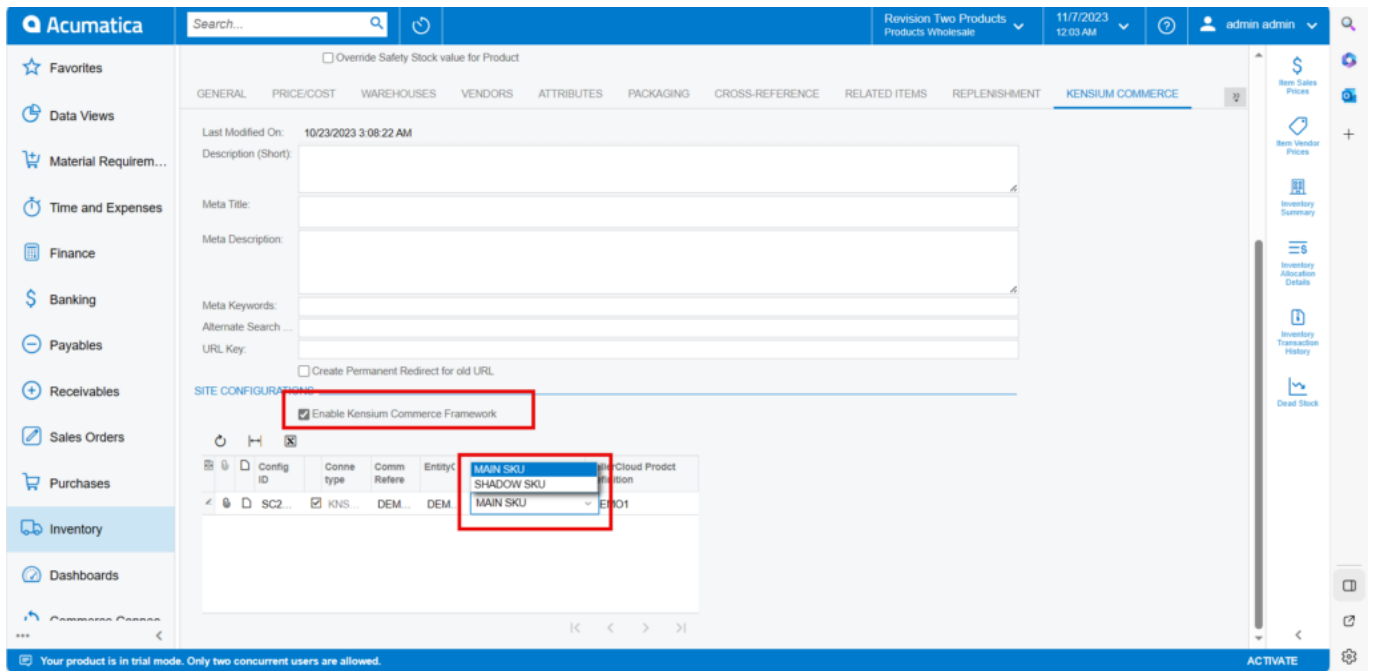 Acumatica
Search...
Revision Two Products
Products Wholesale
11/7/2023
12:03 AM
admin admin
Favorites
Data Views
Material Requirem...
Time and Expenses
Finance
Banking
Payables
Receivables
Sales Orders
Purchases
Inventory
Dashboards
Override Safety Stock value for Product
GENERAL PRICE/COST WAREHOUSES VENDORS ATTRIBUTES PACKAGING CROSS-REFERENCE RELATED ITEMS REPLENISHMENT KENSIUM COMMERCE
Last Modified On: 10/23/2023 3:08:22 AM
Description (Short):
Meta Title:
Meta Description:
Meta Keywords:
Alternate Search ...
URL Key:
Create Permanent Redirect for old URL
SITE CONFIGURATIONS
Enable Kensium Commerce Framework
Config ID
Conne type
Comm Refere
MAIN SKU
SHADOW SKU
SC2... KNS... DEM... DEM... MAIN SKU
Item Sales
Prices
Item Vendor
Prices
Inventory
Summary
Inventory
Allocation
Details
Inventory
Transaction
History
Dead Stock
Your product is in trial mode. Only two concurrent users are allowed.
ACTIVATE